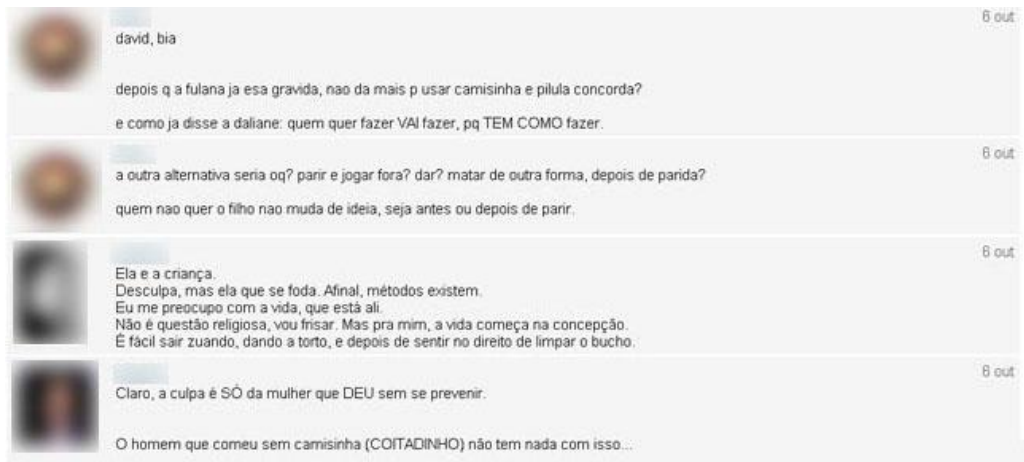 6 out
david, bia
depois q a fulana ja esa gravida, nao da mais p usar camisinha e pilula concorda?
e como ja disse a daliane: quem quer fazer VAI fazer, pq TEM COMO fazer.
6 out
a outra alternativa seria oq? parir e jogar fora? dar? matar de outra forma, depois de parida?
quem nao quer o filho nao muda de ideia, seja antes ou depois de parir.
6 out
Ela e a criança.
Desculpa, mas ela que se foda. Afinal, métodos existem.
Eu me preocupo com a vida, que está ali.
Não é questão religiosa, vou frisar. Mas pra mim, a vida começa na concepção.
É fácil sair zuando, dando a torto, e depois de sentir no direito de limpar o bucho.
6 out
Claro, a culpa é SÓ da mulher que DEU sem se prevenir.
O homem que comeu sem camisinha (COITADINHO) não tem nada com isso...